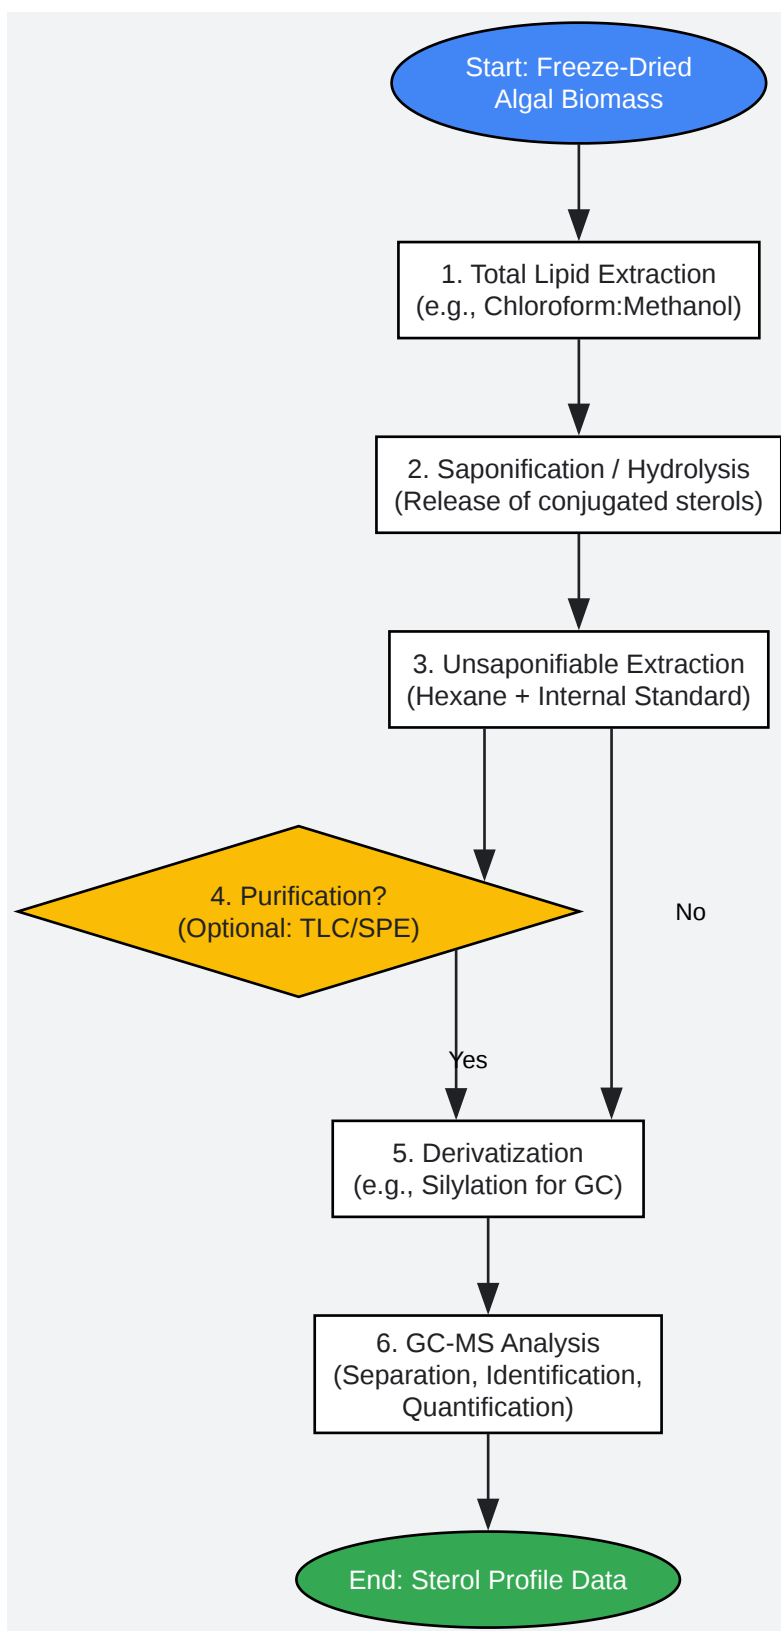 Start: Freeze-Dried
Algal Biomass
1. Total Lipid Extraction
(e.g., Chloroform:Methanol)
2. Saponification / Hydrolysis
(Release of conjugated sterols)
3. Unsaponifiable Extraction
(Hexane + Internal Standard)
4. Purification?
(Optional: TLC/SPE)
No
Yes
5. Derivatization
(e.g., Silylation for GC)
6. GC-MS Analysis
(Separation, Identification,
Quantification)
End: Sterol Profile Data